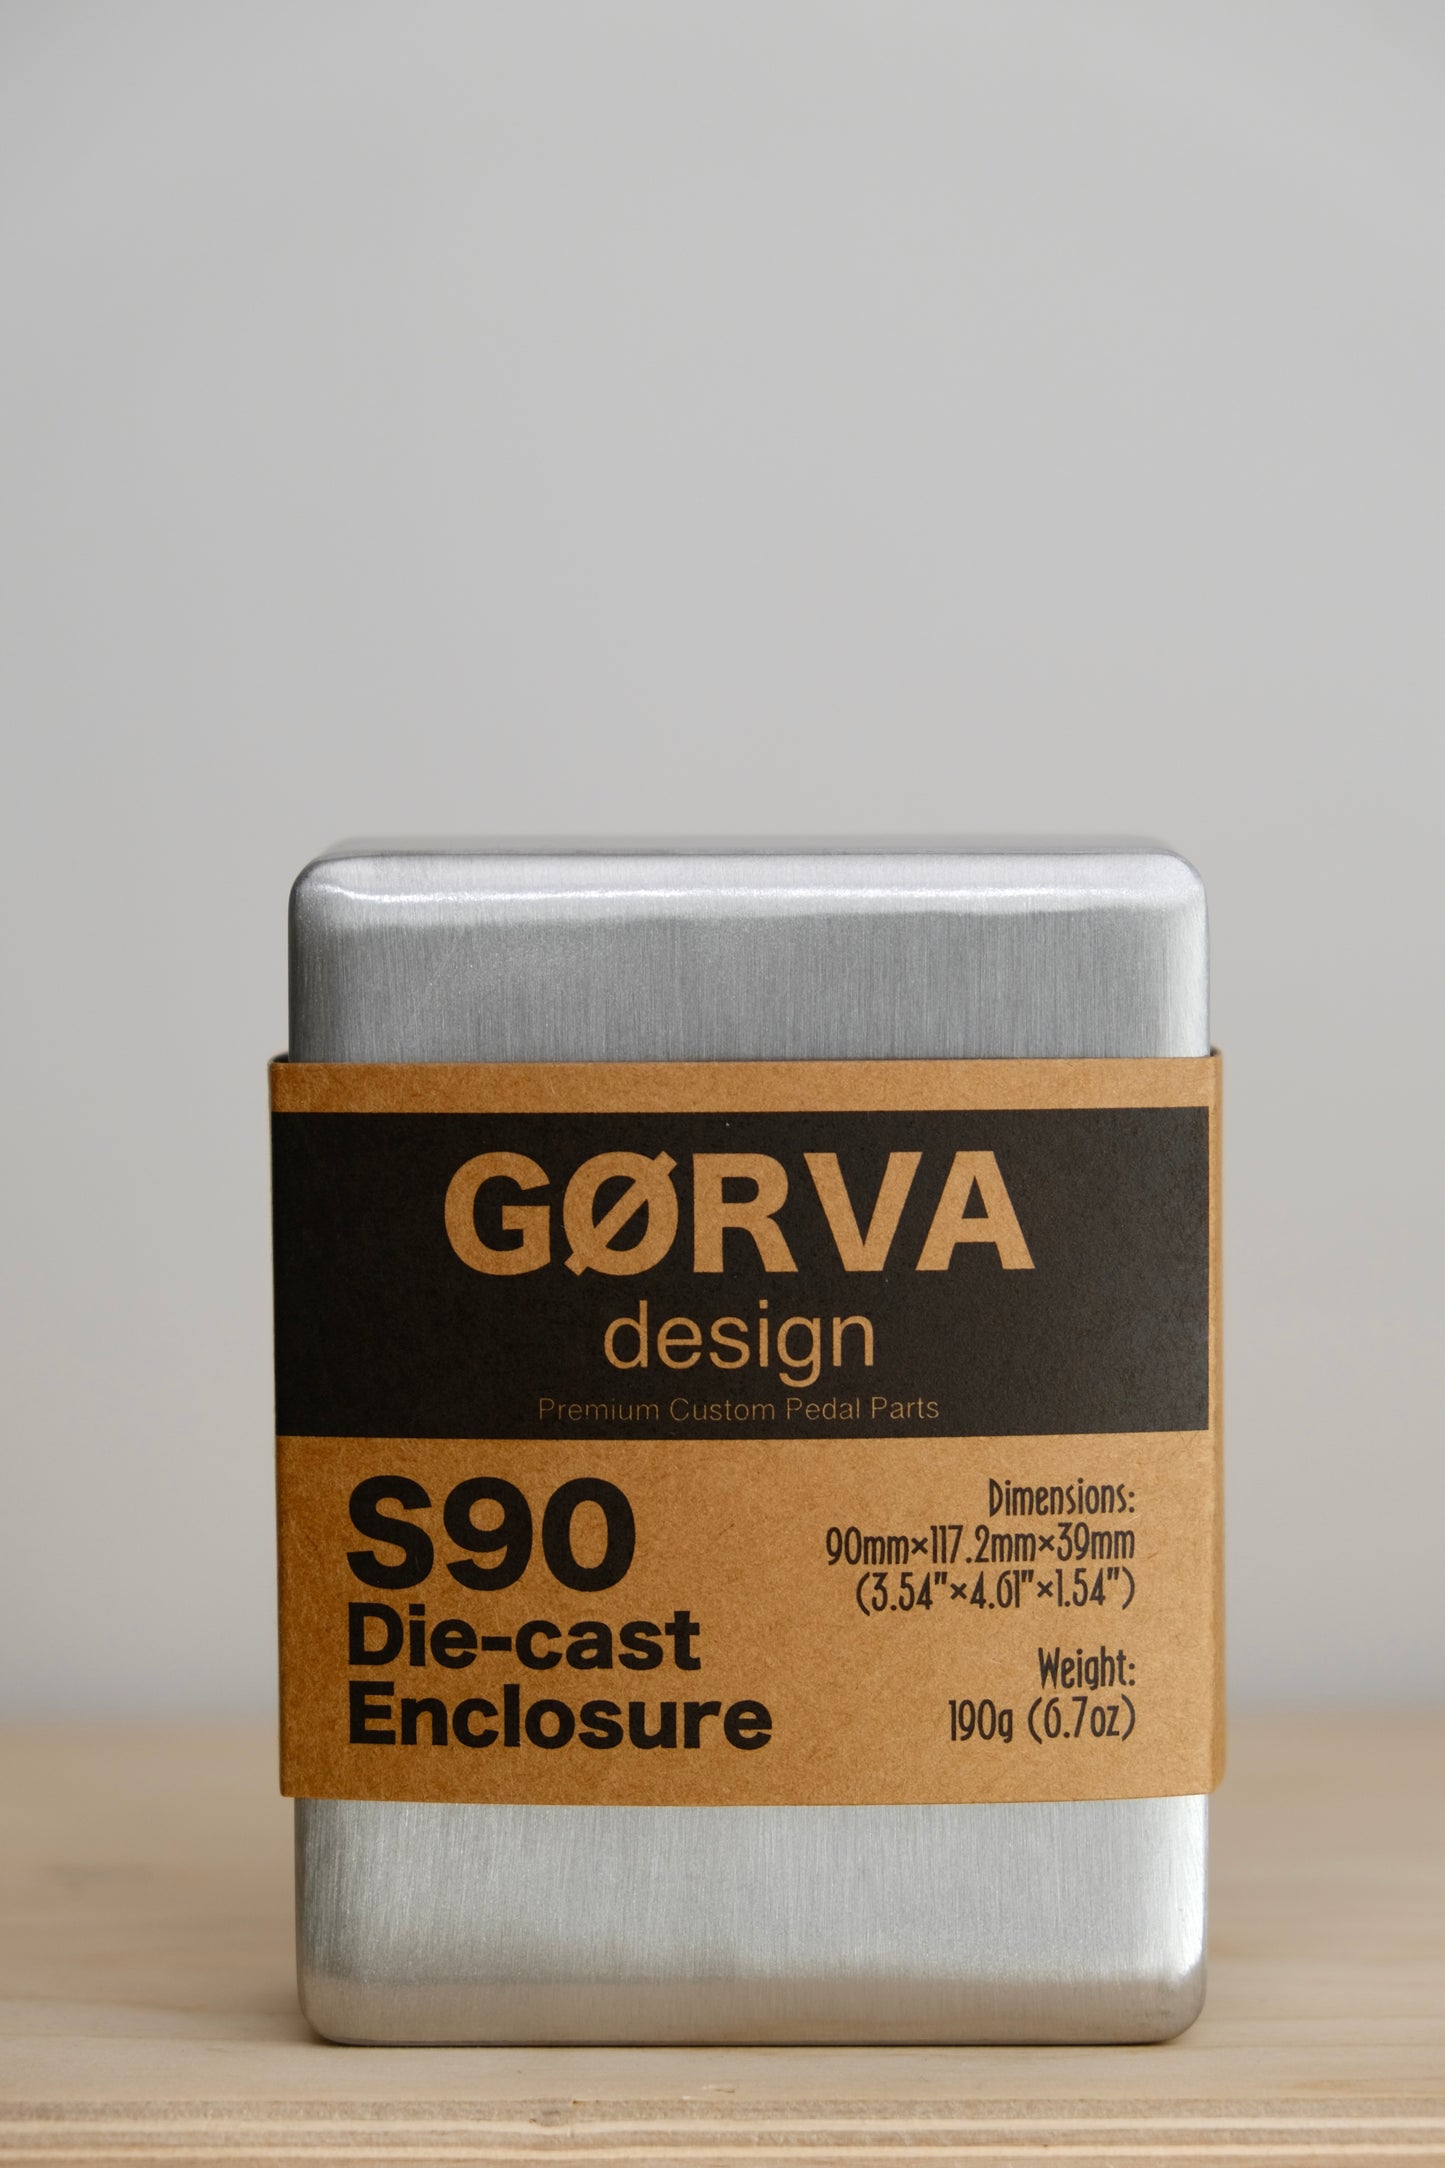 GØRVA
design
Premium Custom Pedal Parts
S90
Die-cast
Enclosure
Dimensions:
90mm×117.2mm×39mm
(3.54"×4.61"×1.54")
Weight:
190g (6.7oz)